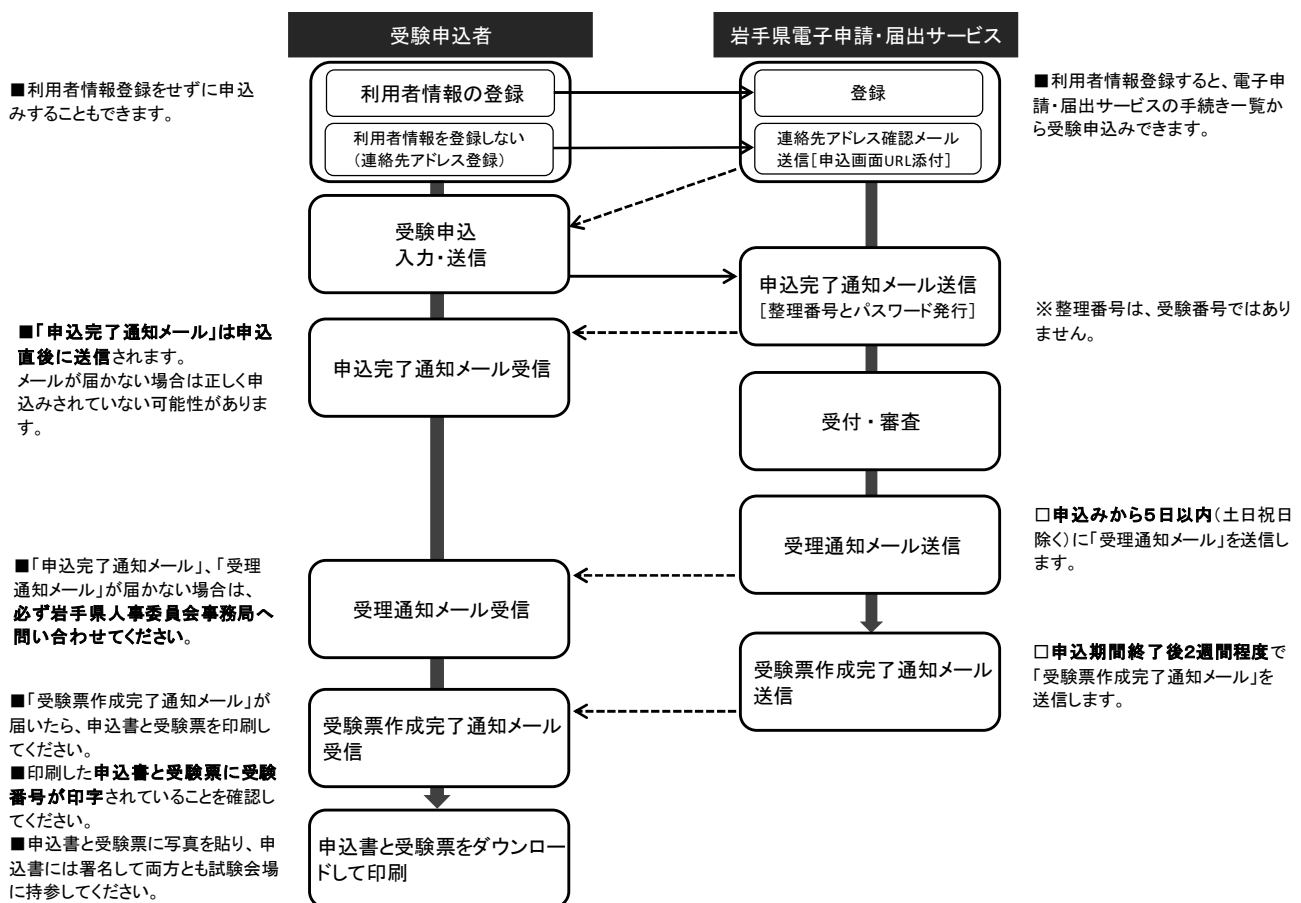 受験申込者
岩手県電子申請・届出サービス
■利用者情報登録をせずに申込
みすることもできます。
利用者情報の登録
利用者情報を登録しない
（連絡先アドレス登録）
登録
連絡先アドレス確認メール
送信［申込画面URL添付］
■利用者情報登録すると、電子申
請・届出サービスの手続き一覧か
ら受験申込みできます。
受験申込
入力・送信
申込完了通知メール送信
［整理番号とパスワード発行］
※整理番号は、受験番号ではあり
ません。
■「申込完了通知メール」は申込
直後に送信されます。
メールが届かない場合は正しく申
込みされていない可能性がありま
す。
申込完了通知メール受信
受付・審査
受理通知メール送信
□申込みから5日以内（土日祝日
除く）に「受理通知メール」を送信し
ます。
■「申込完了通知メール」、「受理
通知メール」が届かない場合は、
必ず岩手県人事委員会事務局へ
問い合わせてください。
受理通知メール受信
受験票作成完了通知メール
送信
□申込期間終了後2週間程度で
「受験票作成完了通知メール」を
送信します。
■「受験票作成完了通知メール」が
届いたら、申込書と受験票を印刷し
てください。
■印刷した申込書と受験票に受験
番号が印字されていることを確認し
てください。
■申込書と受験票に写真を貼り、申
込書には署名して両方とも試験会場
に持参してください。
受験票作成完了通知メール
受信
申込書と受験票をダウンロー
ドして印刷